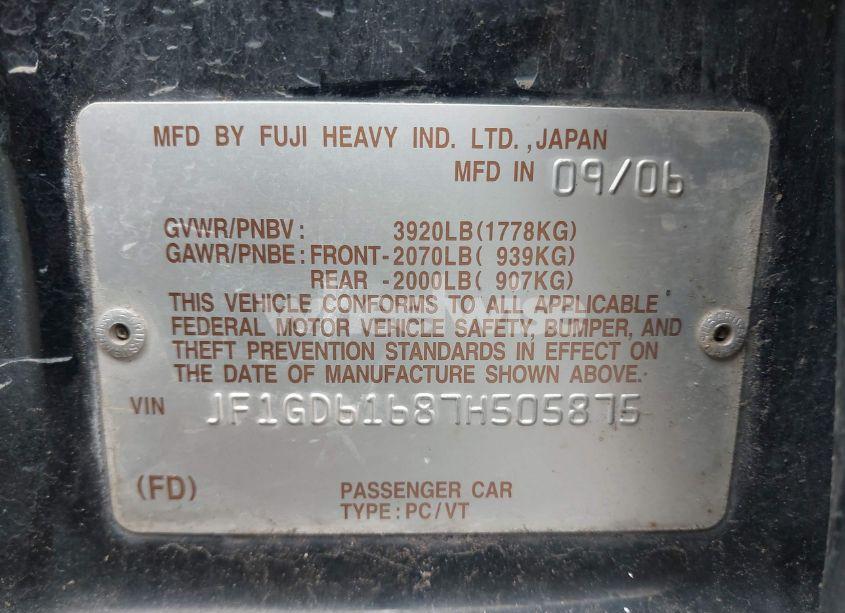 MFD BY FUJI HEAVY IND. LTD., JAPAN
MFD IN 09/06
GVWR/PNBV: 3920LB(1778KG)
GAWR/PNBE: FRONT-2070LB( 939KG)
REAR -2000LB( 907KG)
THIS VEHICLE CONFORMS TO ALL APPLICABLE
FEDERAL MOTOR VEHICLE SAFETY, BUMPER, AND
THEFT PREVENTION STANDARDS IN EFFECT ON
THE DATE OF MANUFACTURE SHOWN ABOVE.
VIN JF1GD61687H505875
(FD) PASSENGER CAR
TYPE: PC/VT